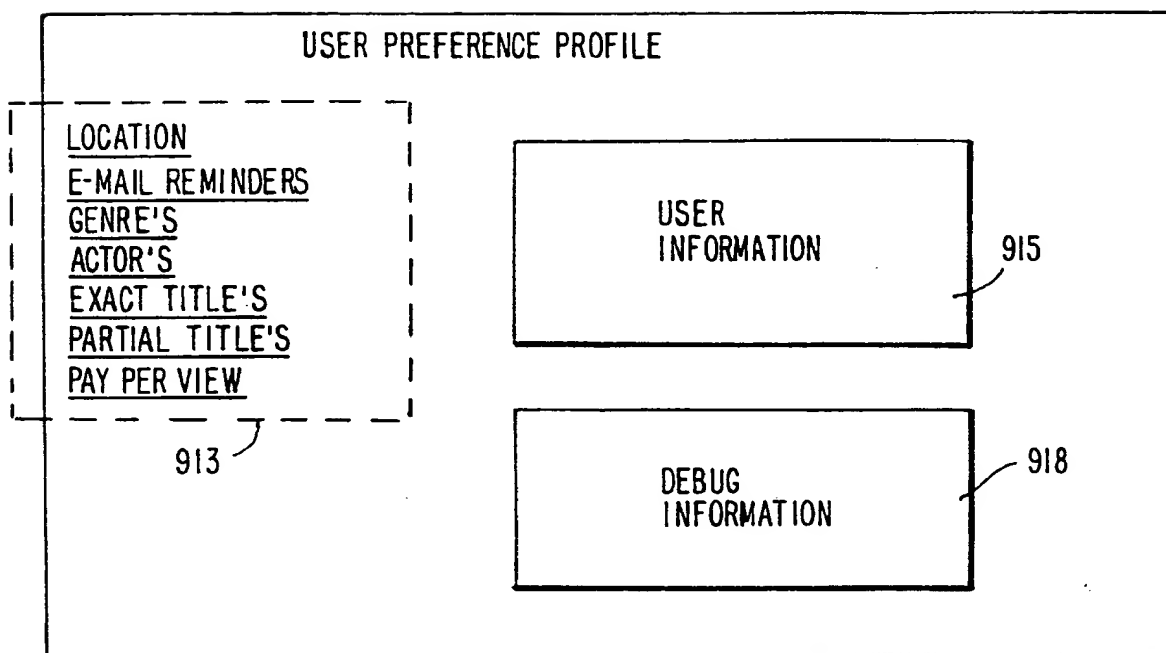 USER PREFERENCE PROFILE
LOCATION
E-MAIL REMINDERS
GENRE'S
ACTOR'S
EXACT TITLE'S
PARTIAL TITLE'S
PAY PER VIEW
913
USER
INFORMATION
915
DEBUG
INFORMATION
918